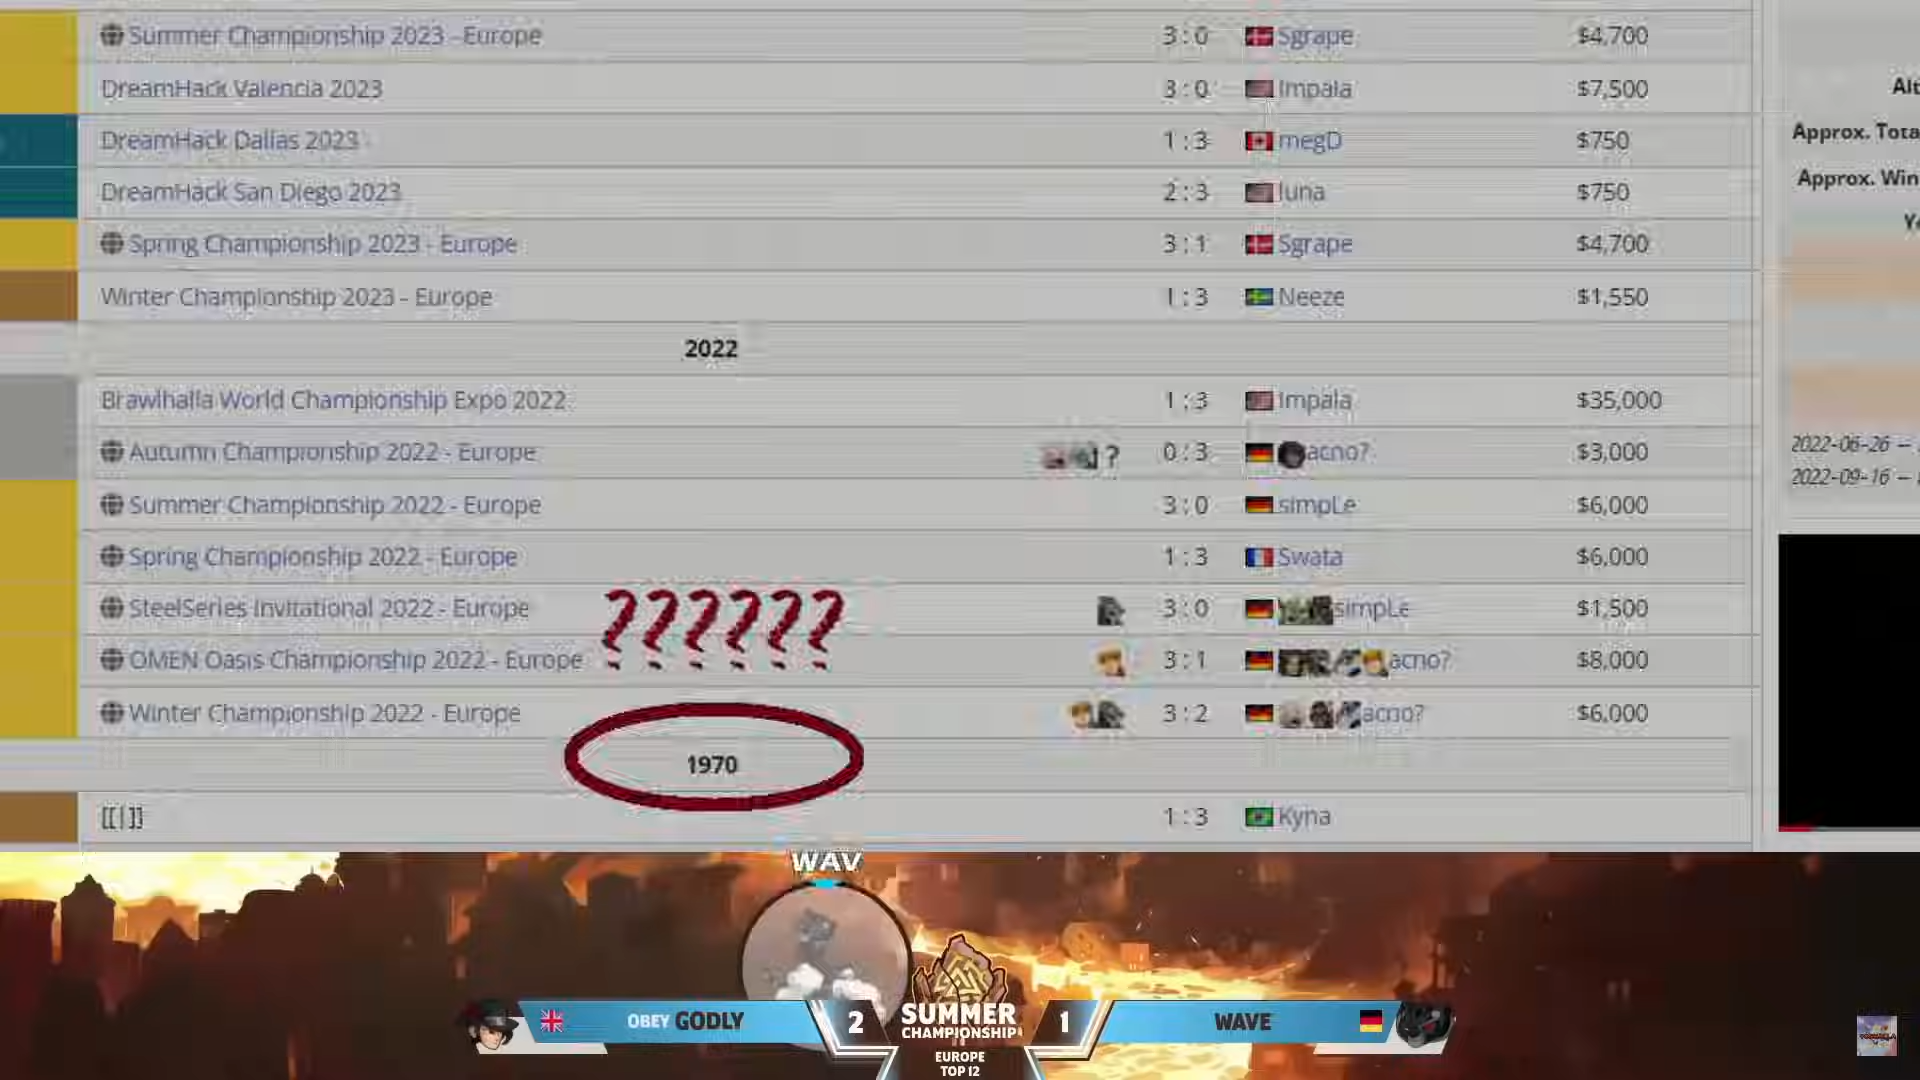 Summer Championship 2023 - Europe 3 : 0 Sgrape $4,700
Alt
DreamHack Valencia 2023 3 : 0 Impala $7,500
Approx. Tota
DreamHack Dallas 2023 1 : 3 megD $750
Approx. Win
DreamHack San Diego 2023 2 : 3 luna $750
Spring Championship 2023 - Europe 3 : 1 Sgrape $4,700
Winter Championship 2023 - Europe 1 : 3 Neeze $1,550
2022
Brawlhalla World Championship Expo 2022 1 : 3 Impala $35,000
Autumn Championship 2022 - Europe ? 0 : 3 acno? $3,000
2022-06-26 —
2022-09-16 —
Summer Championship 2022 - Europe 3 : 0 simpLe $6,000
Spring Championship 2022 - Europe 1 : 3 Swata $6,000
SteelSeries Invitational 2022 - Europe 3 : 0 simpLe $1,500
??????
OMEN Oasis Championship 2022 - Europe 3 : 1 acno? $8,000
Winter Championship 2022 - Europe 3 : 2 acno? $6,000
1970
[[|]] 1 : 3 Kyna
WAV
OBEY GODLY 2 SUMMER CHAMPIONSHIP 1 WAVE
EUROPE
TOP 12